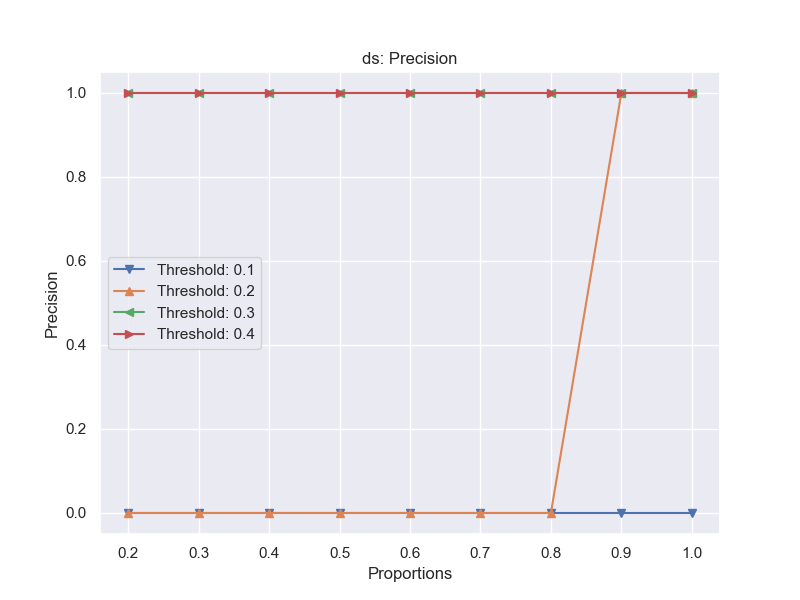 ds: Precision
1.0
0.8
0.6
0.4
0.2
0.0
Precision
Threshold: 0.1
Threshold: 0.2
Threshold: 0.3
Threshold: 0.4
0.2 0.3 0.4 0.5 0.6 0.7 0.8 0.9 1.0
Proportions